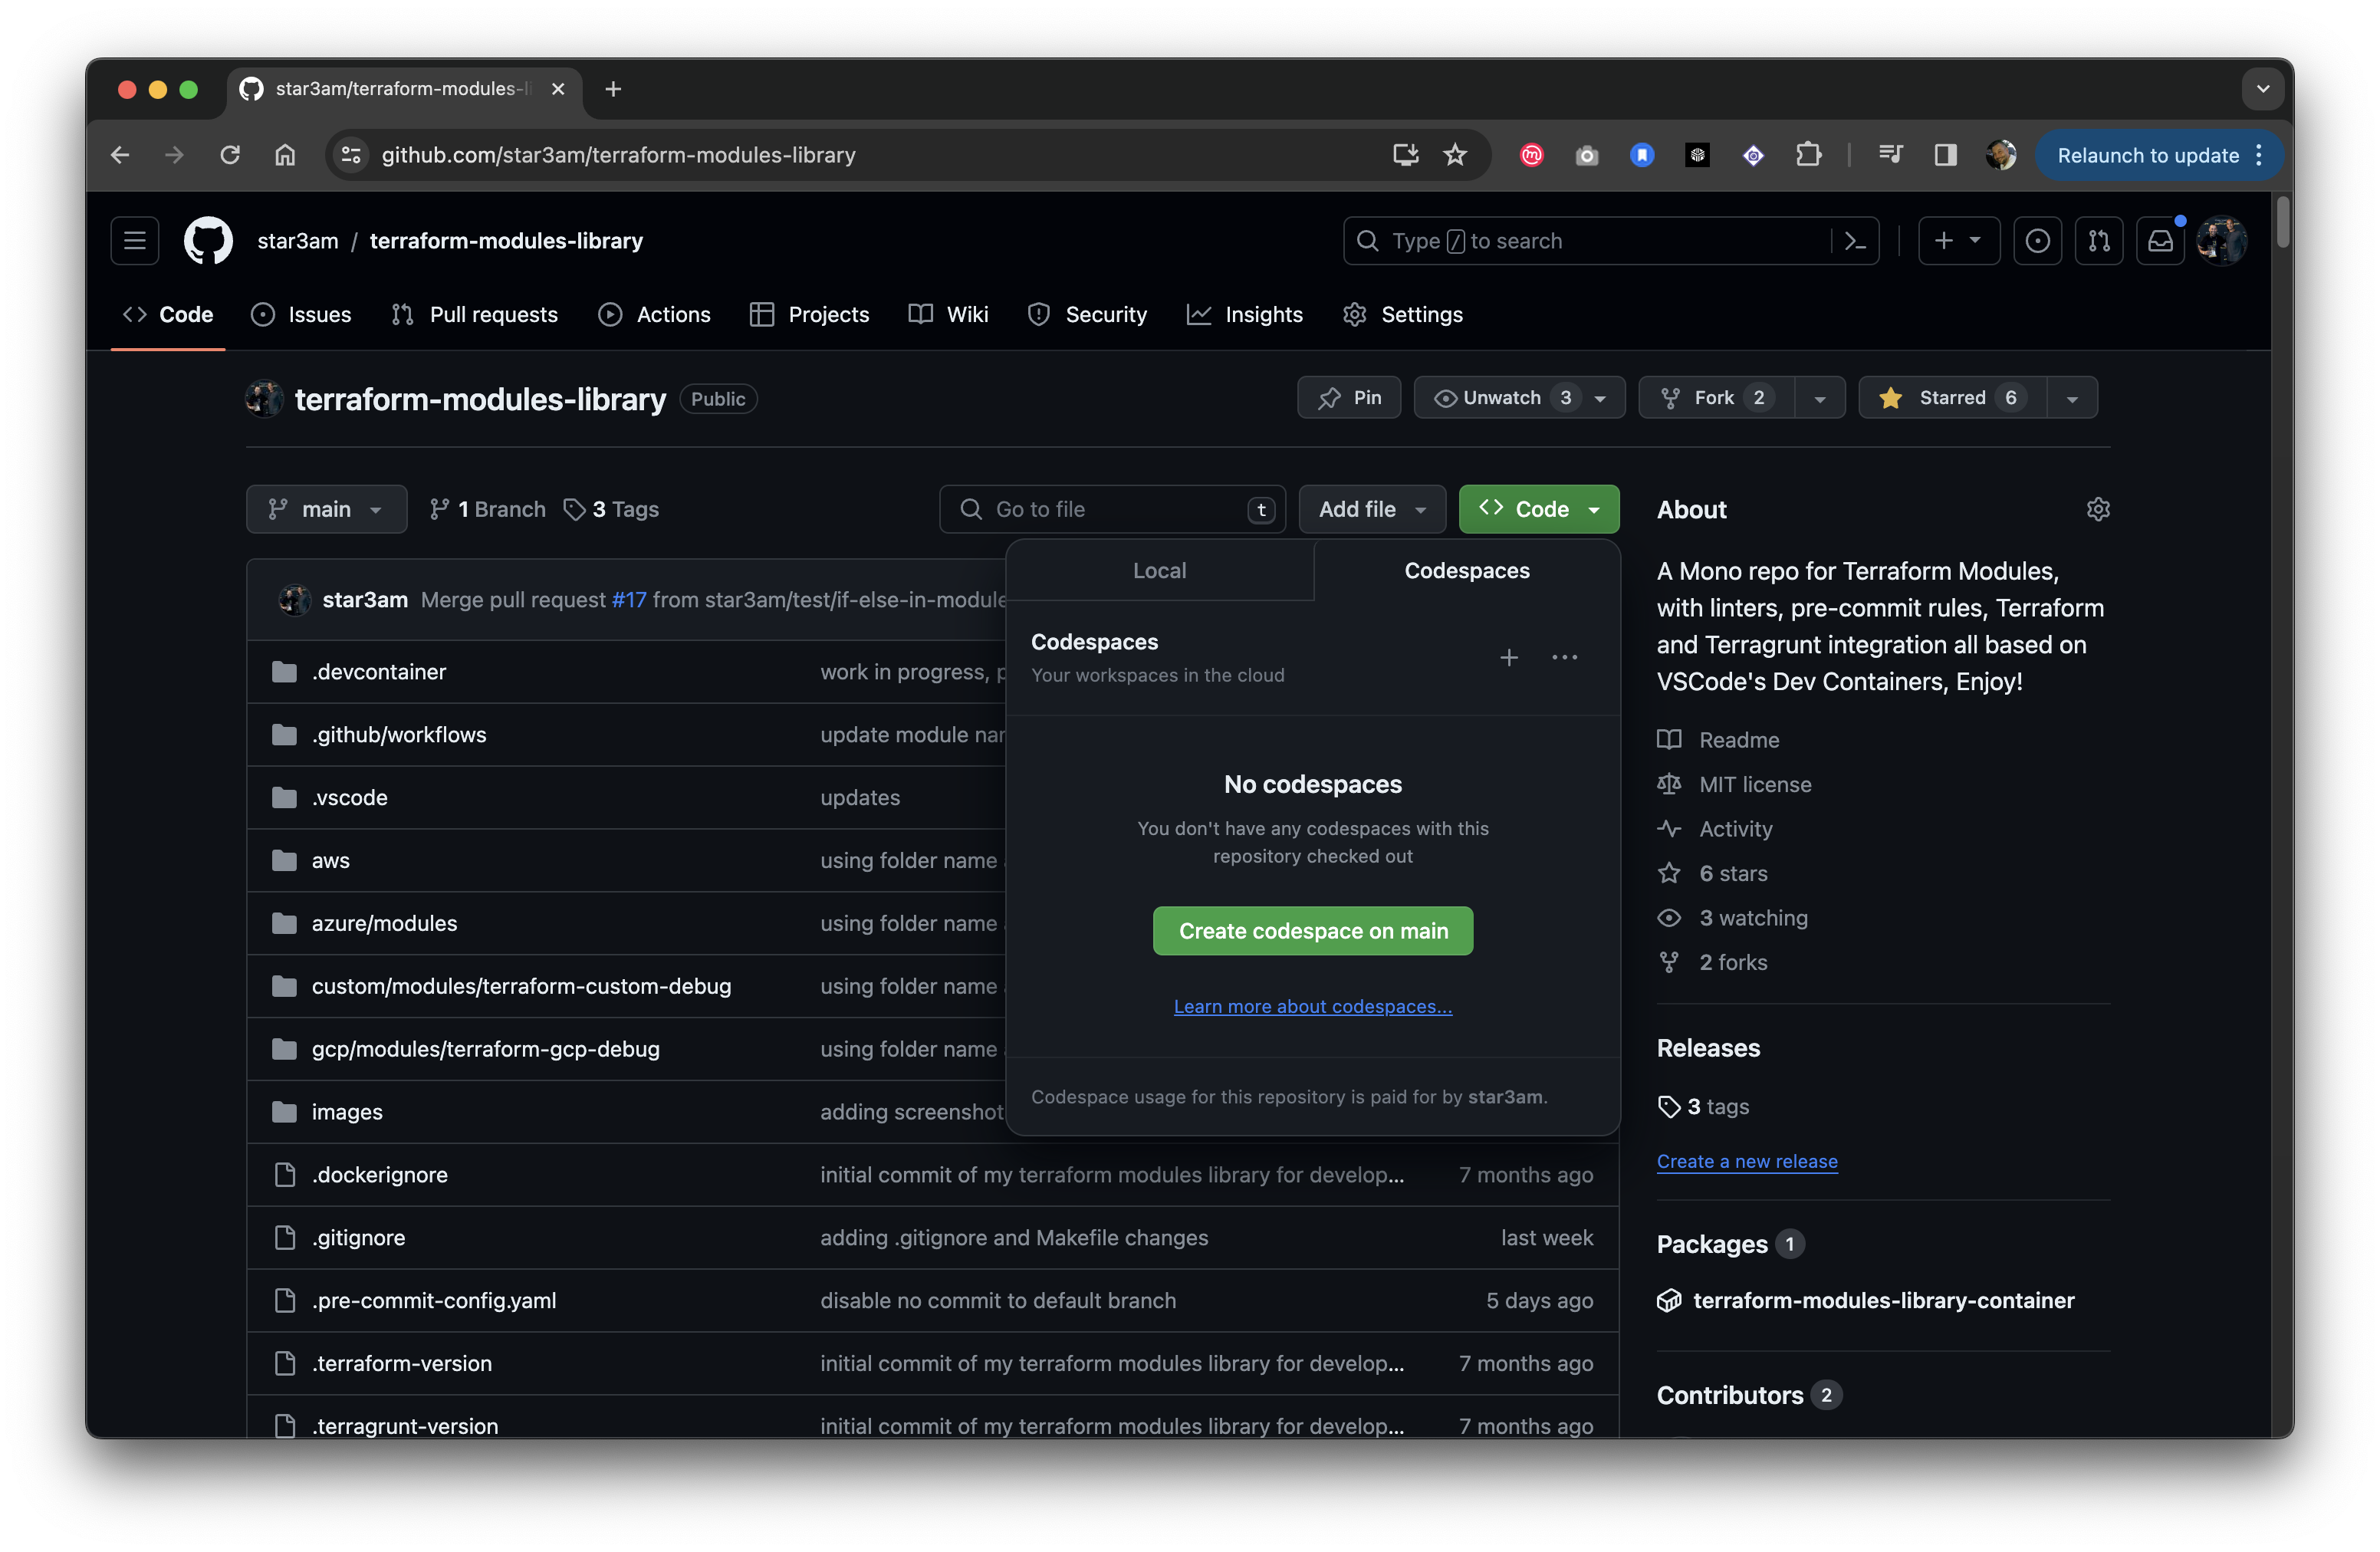 star3am/terraform-modules-li
github.com/star3am/terraform-modules-library
Relaunch to update
star3am / terraform-modules-library
Type / to search
Code
Issues
Pull requests
Actions
Projects
Wiki
Security
Insights
Settings
terraform-modules-library
Public
Pin
Unwatch 3
Fork 2
Starred 6
main
1 Branch
3 Tags
Go to file
t
Add file
Code
Local
Codespaces
Codespaces
Your workspaces in the cloud
No codespaces
You don't have any codespaces with this
repository checked out
Create codespace on main
Learn more about codespaces...
Codespace usage for this repository is paid for by star3am.
star3am Merge pull request #17 from star3am/test/if-else-in-module
.devcontainer work in progress, p
.github/workflows update module nar
.vscode updates
aws using folder name
azure/modules using folder name
custom/modules/terraform-custom-debug using folder name
gcp/modules/terraform-gcp-debug using folder name
images adding screenshot
.dockerignore initial commit of my terraform modules library for develop... 7 months ago
.gitignore adding .gitignore and Makefile changes last week
.pre-commit-config.yaml disable no commit to default branch 5 days ago
.terraform-version initial commit of my terraform modules library for develop... 7 months ago
.terragrunt-version initial commit of my terraform modules library for develop... 7 months ago
About
A Mono repo for Terraform Modules,
with linters, pre-commit rules, Terraform
and Terragrunt integration all based on
VSCode's Dev Containers, Enjoy!
Readme
MIT license
Activity
6 stars
3 watching
2 forks
Releases
3 tags
Create a new release
Packages 1
terraform-modules-library-container
Contributors 2